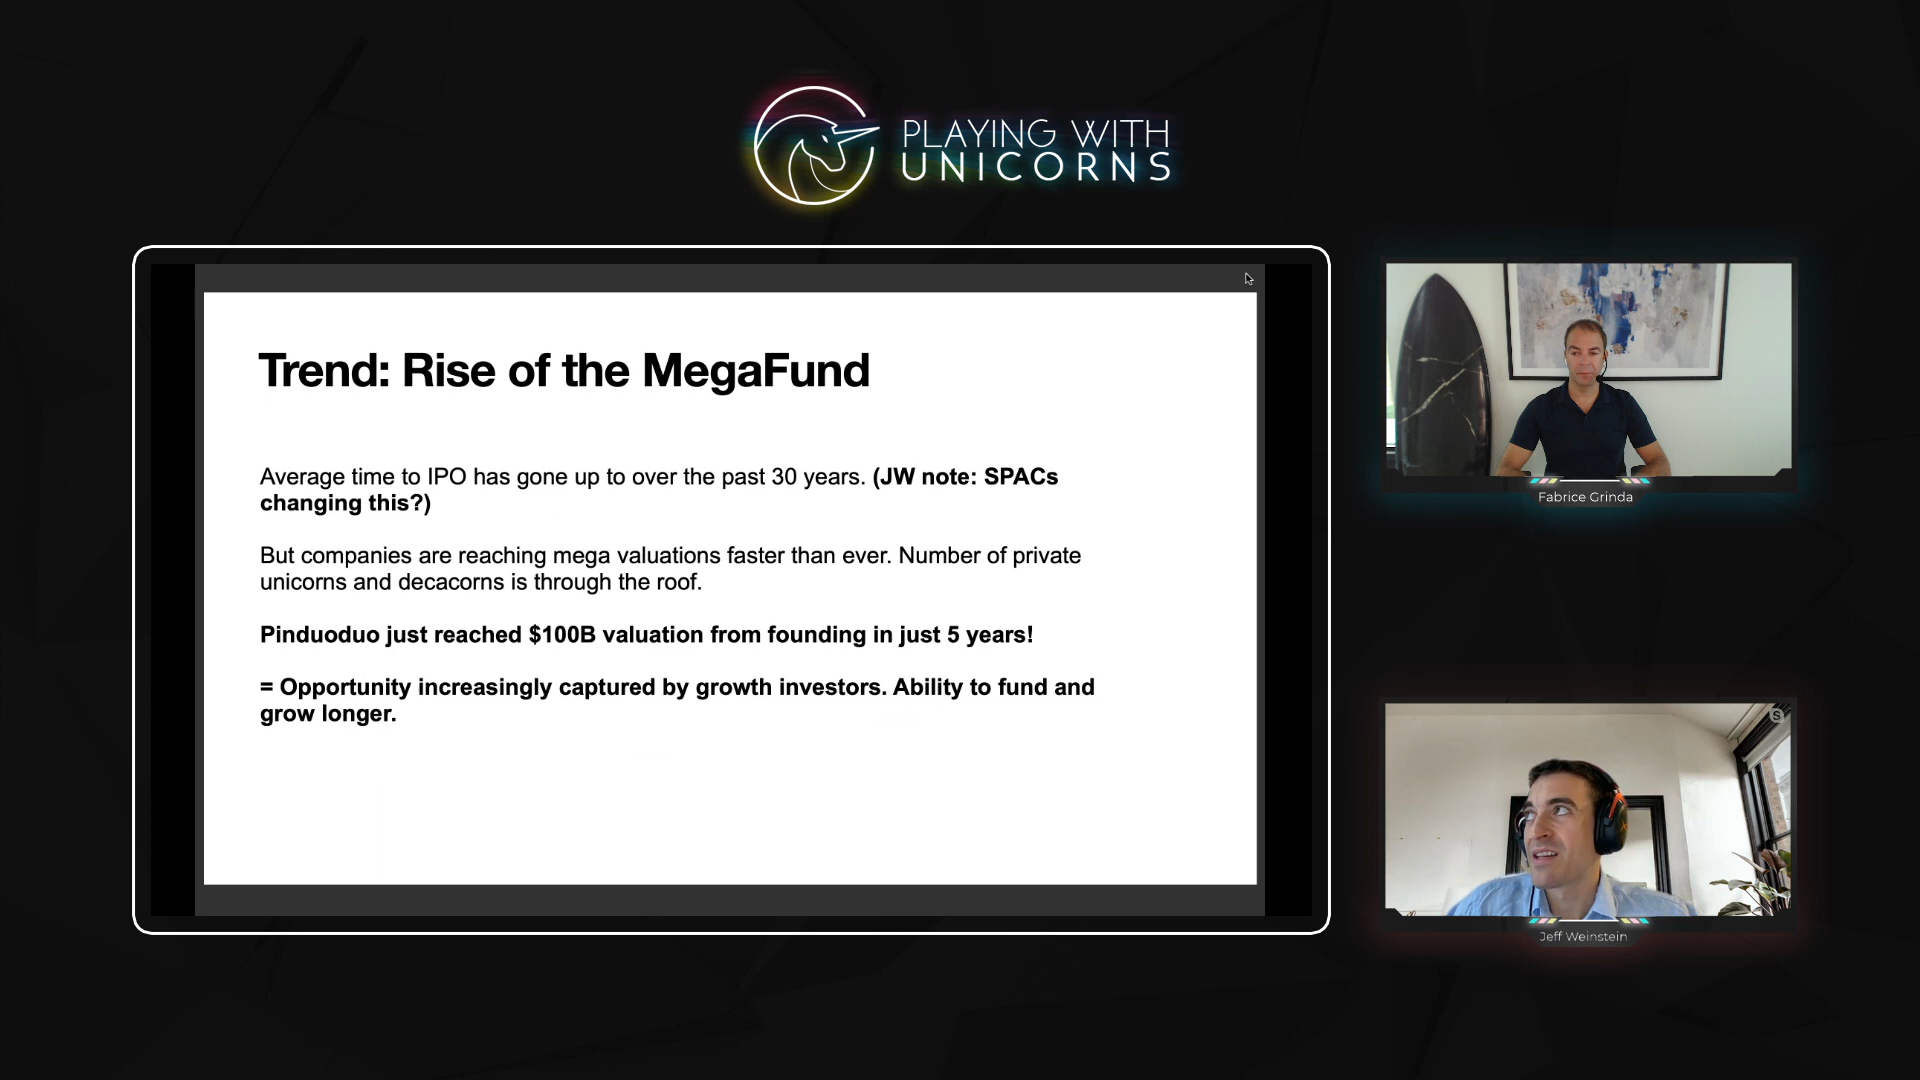 PLAYING WITH
UNICORNS
Trend: Rise of the MegaFund
Average time to IPO has gone up to over the past 30 years. (JW note: SPACs
changing this?)
But companies are reaching mega valuations faster than ever. Number of private
unicorns and decacorns is through the roof.
Pinduoduo just reached $100B valuation from founding in just 5 years!
= Opportunity increasingly captured by growth investors. Ability to fund and
grow longer.
Fabrice Grinda
S
Jeff Weinstein